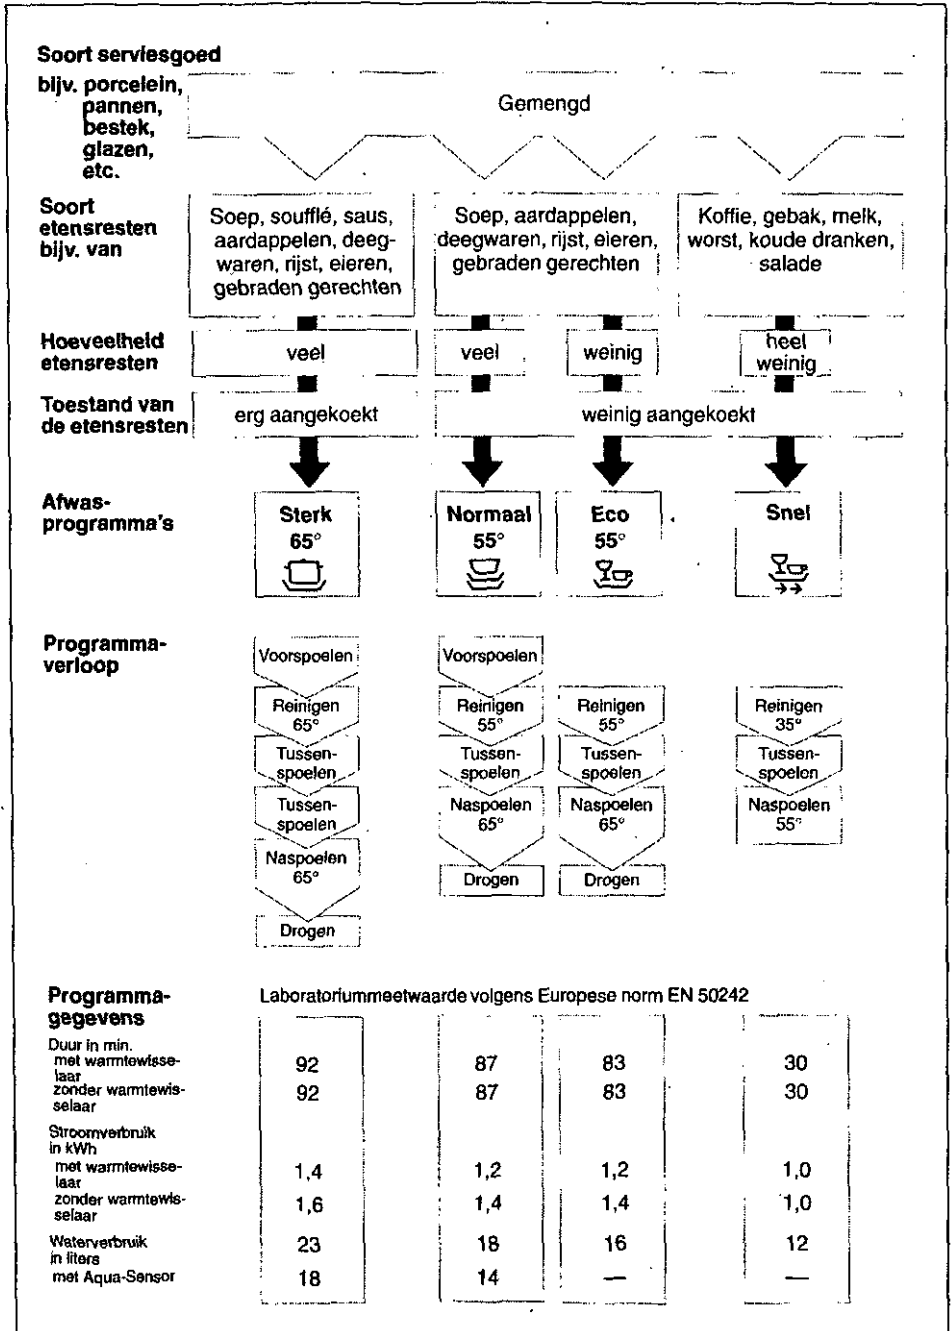 Soort serviesgoed
bijv. porcelein,
pannen,
bestek,
glazen,
etc.
Gemengd
Soort
etensresten
bijv. van
Soep, soufflé, saus,
aardappelen, deeg-
waren, rijst, eieren,
gebraden gerechten
Soep, aardappelen,
deegwaren, rijst, eieren,
gebraden gerechten
Koffie, gebak, melk,
worst, koude dranken,
salade
Hoeveelheid
etensresten
veel
veel
weinig
heel
weinig
Toestand van
de etensresten
erg aangekoekt
weinig aangekoekt
Afwas-
programma's
Sterk
65°
Normaal
55°
Eco
55°
Snel
Programma-
verloop
Voorspoelen
Reinigen
65°
Tussen-
spoelen
Tussen-
spoelen
Naspoelen
65°
Drogen
Voorspoelen
Reinigen
55°
Tussen-
spoelen
Naspoelen
65°
Drogen
Reinigen
55°
Tussen-
spoelen
Naspoelen
65°
Drogen
Reinigen
35°
Tussen-
spoelen
Naspoelen
55°
Programma-
gegevens
Laboratoriummeetwaarde volgens Europese norm EN 50242
Duur in min.
met warmtewisse-
laar
92 87 83 30
zonder warmtewis-
selaar
92 87 83 30
Stroomverbruik
in kWh
met warmtewisse-
laar
1,4 1,2 1,2 1,0
zonder warmtewis-
selaar
1,6 1,4 1,4 1,0
Waterverbruik
in liters
23 18 16 12
met Aqua-Sensor
18 14 — —